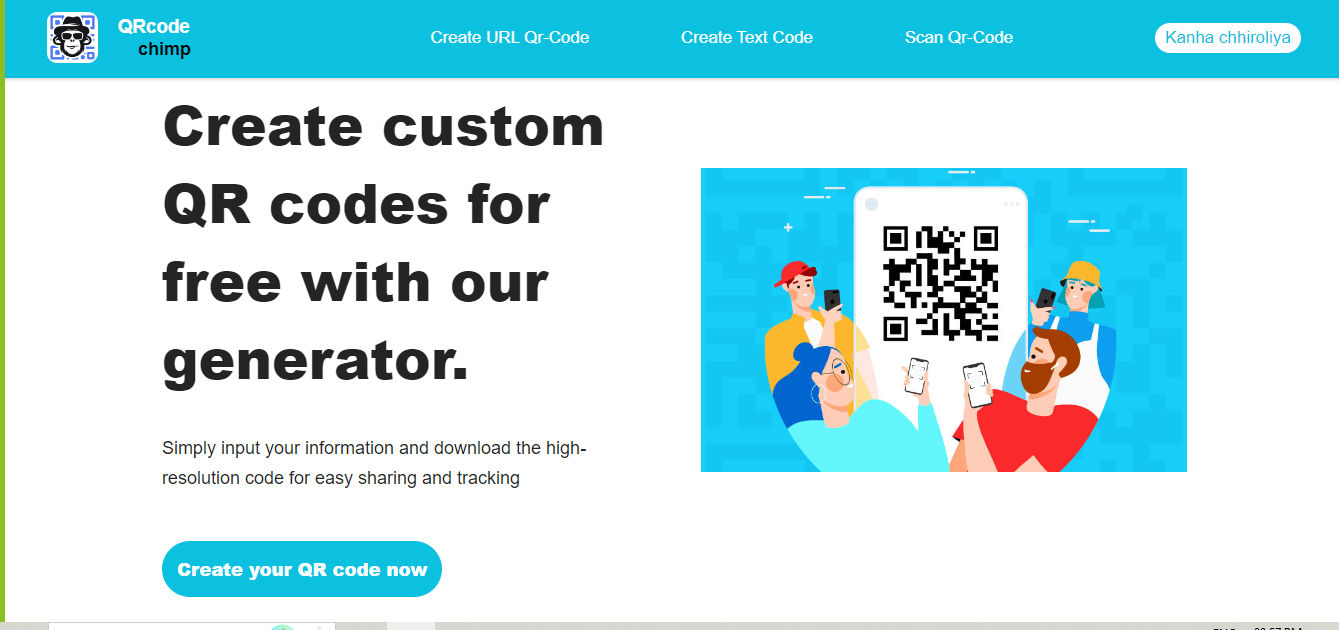 QRcode
chimp
Create URL Qr-Code
Create Text Code
Scan Qr-Code
Kanha chhiroliya
Create custom
QR codes for
free with our
generator.
Simply input your information and download the high-
resolution code for easy sharing and tracking
Create your QR code now